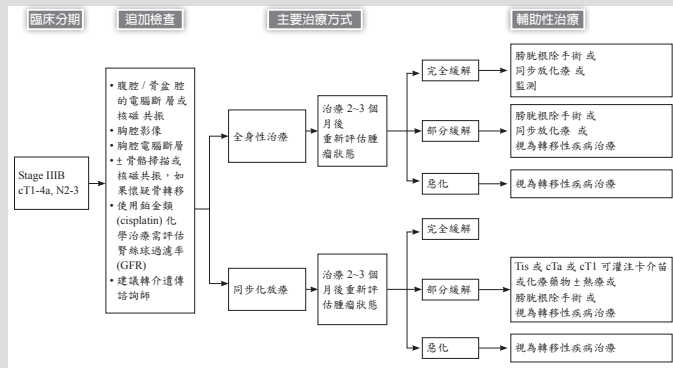 臨床分期
追加檢查
主要治療方式
輔助性治療
Stage IIIB
cT1-4a, N2-3
• 腹腔 / 骨盆 腔
的電腦斷 層或
核磁 共振
• 胸腔影像
• 胸腔電腦斷層
• ± 骨骼掃描或
核磁共振，如
果懷疑骨轉移
• 使用鉑金類
(cisplatin) 化
學治療需評估
腎絲球過濾率
(GFR)
• 建議轉介遺傳
諮詢師
全身性治療
治療 2~3 個
月後
重新評估腫
瘤狀態
完全緩解
膀胱根除手術 或
同步放化療 或
監測
部分緩解
膀胱根除手術 或
同步放化療 或
視為轉移性疾病治療
惡化
視為轉移性疾病治療
同步化放療
治療 2~3 個
月後重新評
估腫瘤狀態
完全緩解
部分緩解
Tis 或 cTa 或 cT1 可灌注卡介苗
或化療藥物 ± 熱療或
膀胱根除手術 或
視為轉移性疾病治療
惡化
視為轉移性疾病治療